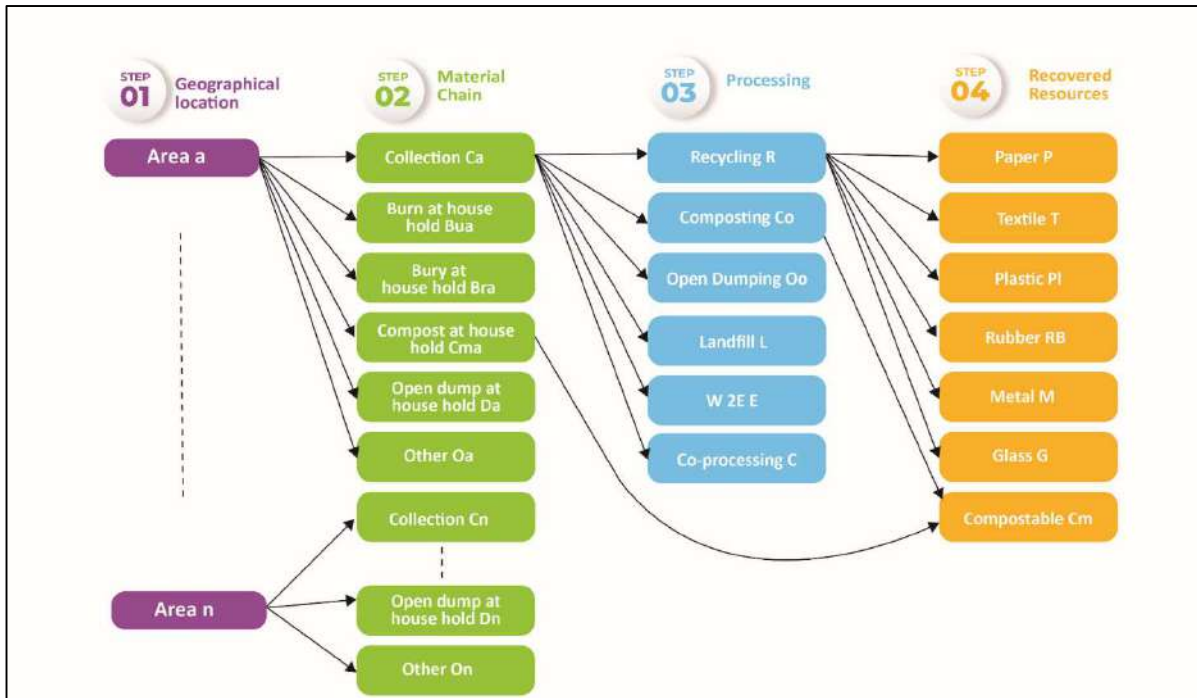 STEP
01
Geographical
location
STEP
02
Material
Chain
STEP
03
Processing
STEP
04
Recovered
Resources
Area a
Collection Ca
Recycling R
Paper P
Burn at house
hold Bua
Composting Co
Textile T
Bury at
house hold Bra
Open Dumping Oo
Plastic Pl
Compost at house
hold Cma
Landfill L
Rubber RB
Open dump at
house hold Da
W 2E E
Metal M
Other Oa
Co-processing C
Glass G
Collection Cn
Compostable Cm
Area n
Open dump at
house hold Dn
Other On